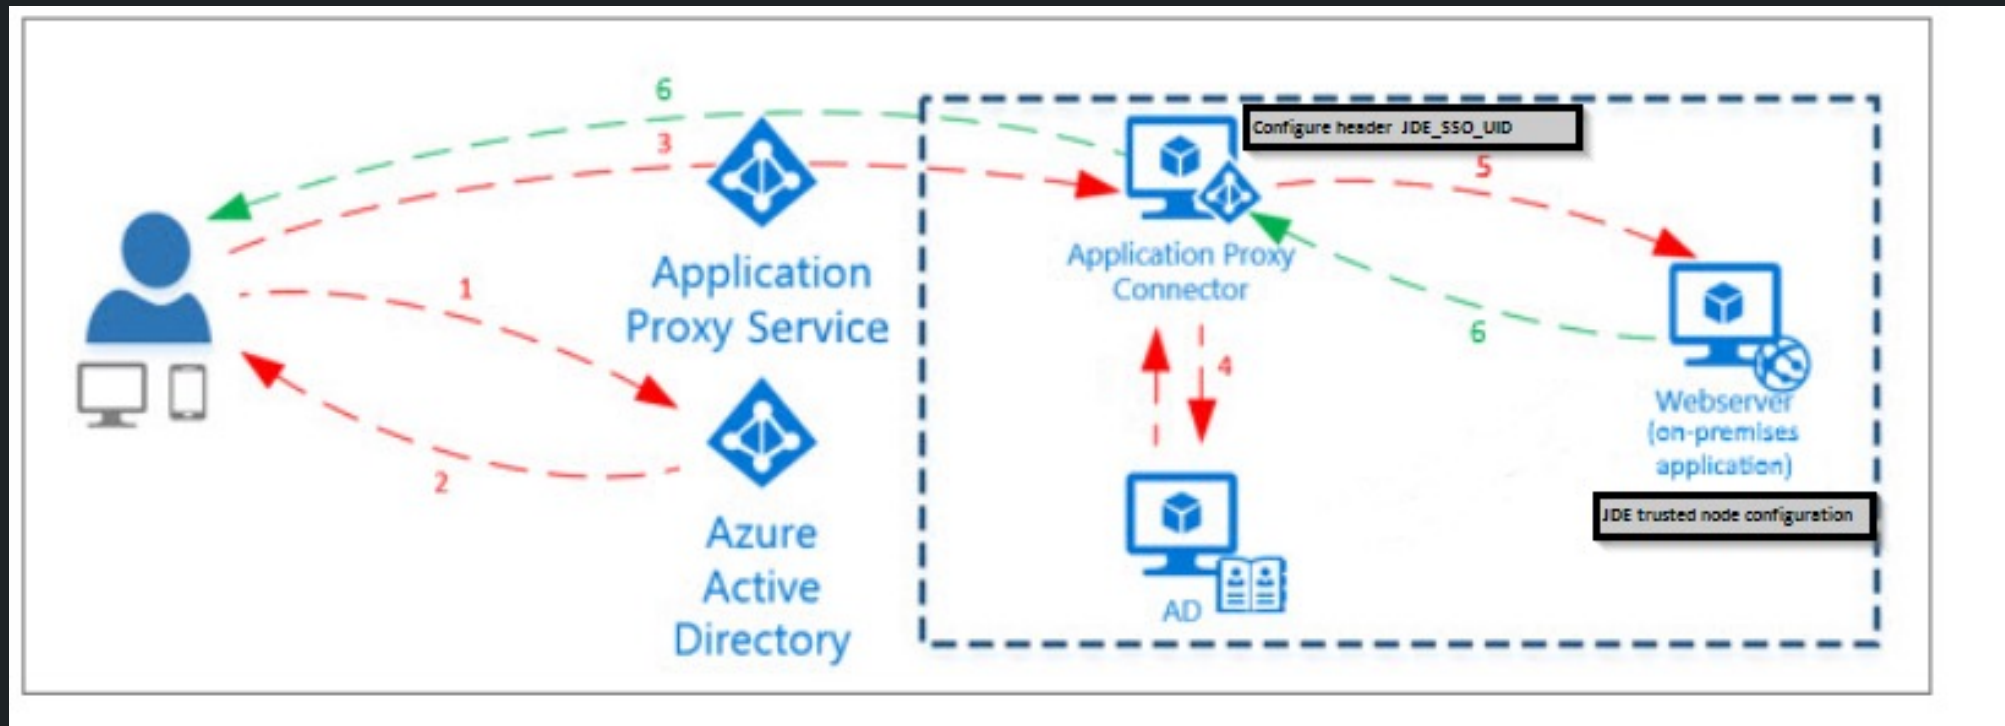 6
3
Configure header JDE_SSO_UID
5
Application
Proxy Service
Application Proxy
Connector
1
6
4
2
Webserver
(on-premises
application)
JDE trusted node configuration
Azure
Active
Directory
AD